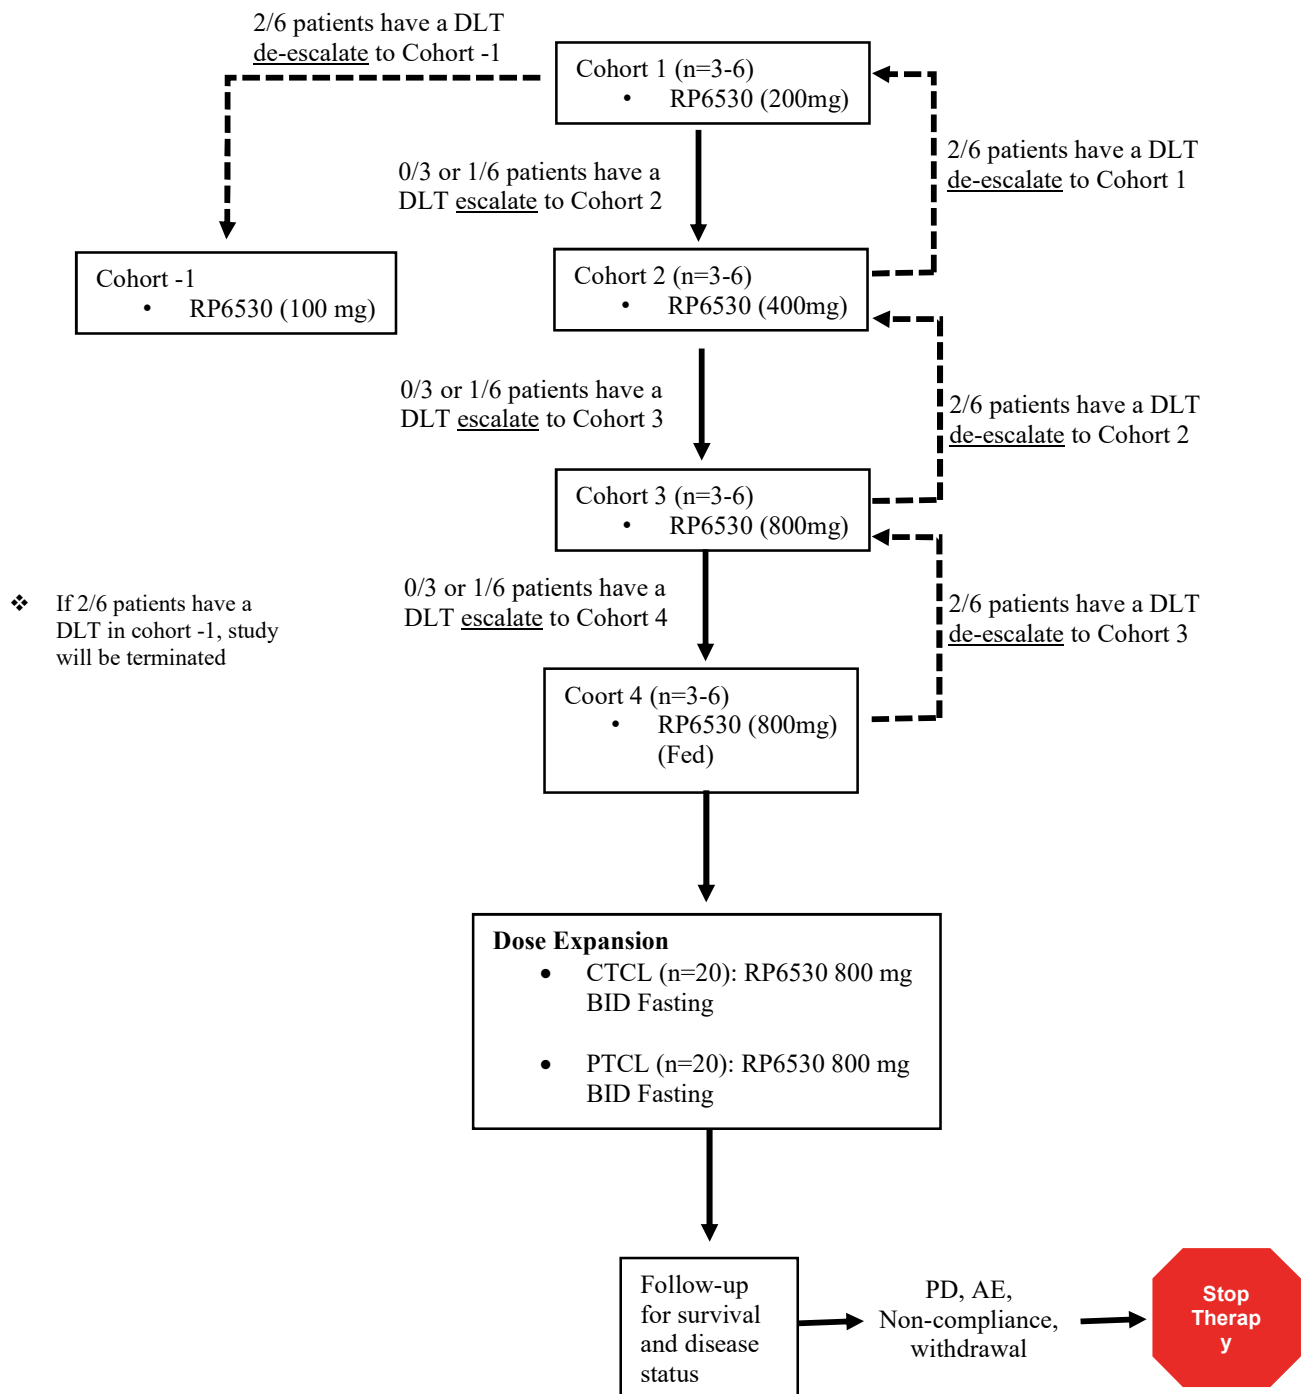 2/6 patients have a DLT
de-escalate to Cohort -1
Cohort 1 (n=3-6)
• RP6530 (200mg)
2/6 patients have a DLT
de-escalate to Cohort 1
0/3 or 1/6 patients have a
DLT escalate to Cohort 2
Cohort -1
• RP6530 (100 mg)
Cohort 2 (n=3-6)
• RP6530 (400mg)
0/3 or 1/6 patients have a
DLT escalate to Cohort 3
2/6 patients have a DLT
de-escalate to Cohort 2
Cohort 3 (n=3-6)
• RP6530 (800mg)
0/3 or 1/6 patients have a
DLT escalate to Cohort 4
❖ If 2/6 patients have a
DLT in cohort -1, study
will be terminated
2/6 patients have a DLT
de-escalate to Cohort 3
Coort 4 (n=3-6)
• RP6530 (800mg)
(Fed)
Dose Expansion
• CTCL (n=20): RP6530 800 mg
BID Fasting
• PTCL (n=20): RP6530 800 mg
BID Fasting
Follow-up
for survival
and disease
status
PD, AE,
Non-compliance,
withdrawal
Stop
Therap
y